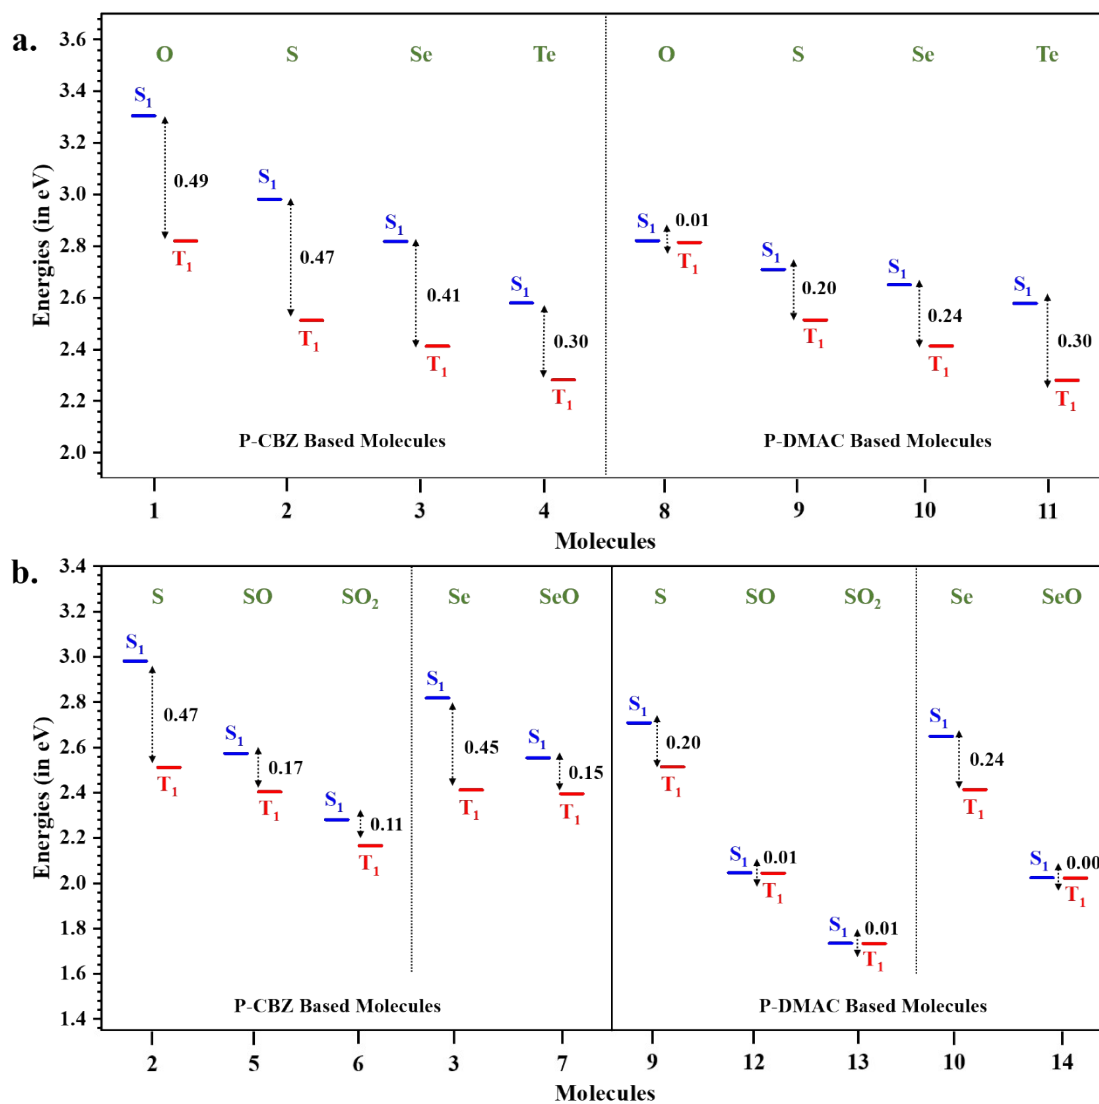 a.
O S Se Te O S Se Te
3.6
3.4
3.2
3.0
2.8
2.6
2.4
2.2
2.0
Energies (in eV)
S₁ 0.49 T₁
S₁ 0.47 T₁
S₁ 0.41 T₁
S₁ 0.30 T₁
S₁ 0.01 T₁
S₁ 0.20 T₁
S₁ 0.24 T₁
S₁ 0.30 T₁
P-CBZ Based Molecules P-DMAC Based Molecules
1 2 3 4 8 9 10 11
Molecules
b.
S SO SO₂ Se SeO S SO SO₂ Se SeO
3.4
3.2
3.0
2.8
2.6
2.4
2.2
2.0
1.8
1.6
1.4
Energies (in eV)
S₁ 0.47 T₁
S₁ 0.17 T₁
S₁ 0.11 T₁
S₁ 0.45 T₁
S₁ 0.15 T₁
S₁ 0.20 T₁
S₁ 0.01 T₁
S₁ 0.01 T₁
S₁ 0.24 T₁
S₁ 0.00 T₁
P-CBZ Based Molecules P-DMAC Based Molecules
2 5 6 3 7 9 12 13 10 14
Molecules